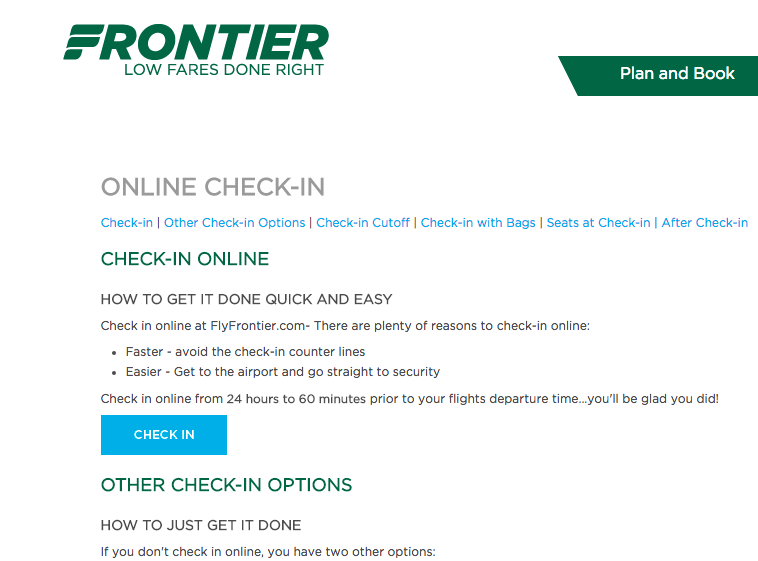 FRONTIER
LOW FARES DONE RIGHT
Plan and Book
ONLINE CHECK-IN
Check-in | Other Check-in Options | Check-in Cutoff | Check-in with Bags | Seats at Check-in | After Check-in
CHECK-IN ONLINE
HOW TO GET IT DONE QUICK AND EASY
Check in online at FlyFrontier.com- There are plenty of reasons to check-in online:
• Faster - avoid the check-in counter lines
• Easier - Get to the airport and go straight to security
Check in online from 24 hours to 60 minutes prior to your flights departure time...you'll be glad you did!
CHECK IN
OTHER CHECK-IN OPTIONS
HOW TO JUST GET IT DONE
If you don't check in online, you have two other options: